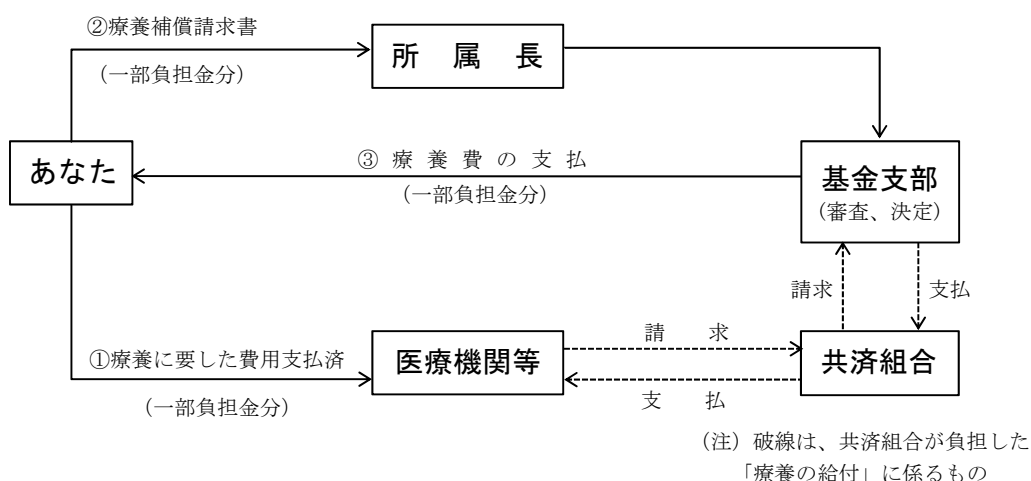 ②療養補償請求書
(一部負担金分)
所 属 長
あなた
③ 療 養 費 の 支 払
(一部負担金分)
基金支部
(審査、決定)
請求
支払
①療養に要した費用支払済
(一部負担金分)
医療機関等
請 求
支 払
共済組合
(注)破線は、共済組合が負担した
「療養の給付」に係るもの